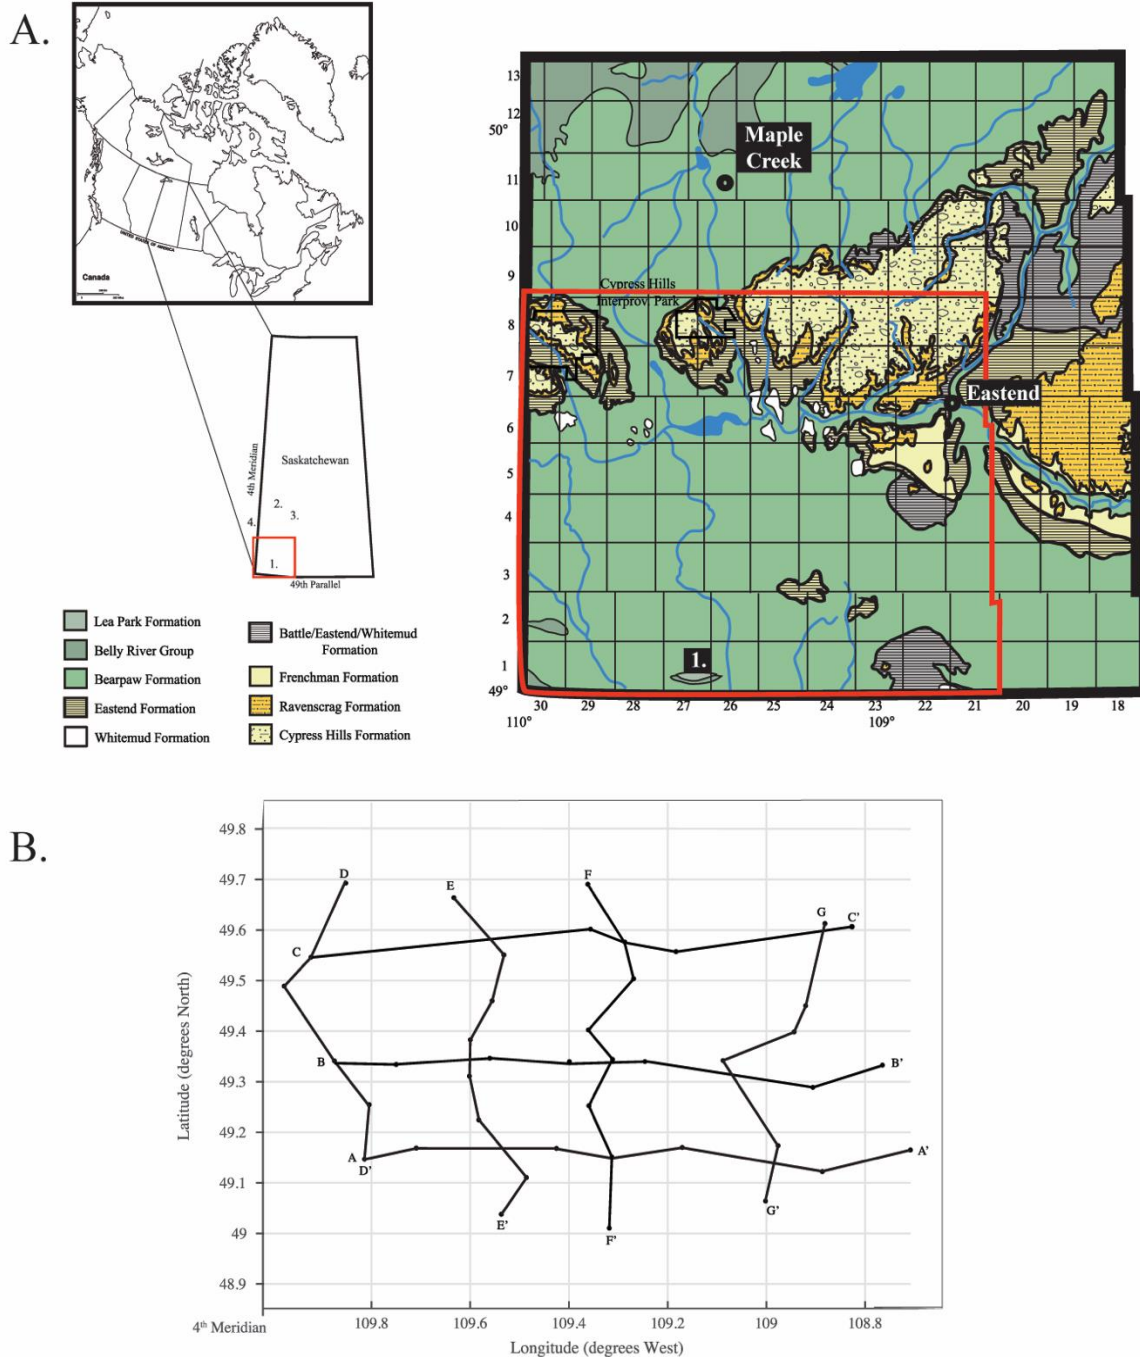 A.
UNITED STATES OF AMERICA
Canada
Saskatchewan
4th Meridian
2.
3.
4.
1.
49th Parallel
Lea Park Formation
Belly River Group
Bearpaw Formation
Eastend Formation
Whitemud Formation
Battle/Eastend/Whitemud
Formation
Frenchman Formation
Ravenscrag Formation
Cypress Hills Formation
13
12
50°
11
10
9
8
7
6
5
4
3
2
1
49°
Maple
Creek
Cypress Hills
Interprov. Park
Eastend
1.
30 29 28 27 26 25 24 23 22 21 20 19 18
110° 109°
B.
Latitude (degrees North)
49.8
49.7
49.6
49.5
49.4
49.3
49.2
49.1
49
48.9
D
E
F
G
C'
C
B
B'
A
D'
A'
E'
F'
G'
4th Meridian 109.8 109.6 109.4 109.2 109 108.8
Longitude (degrees West)